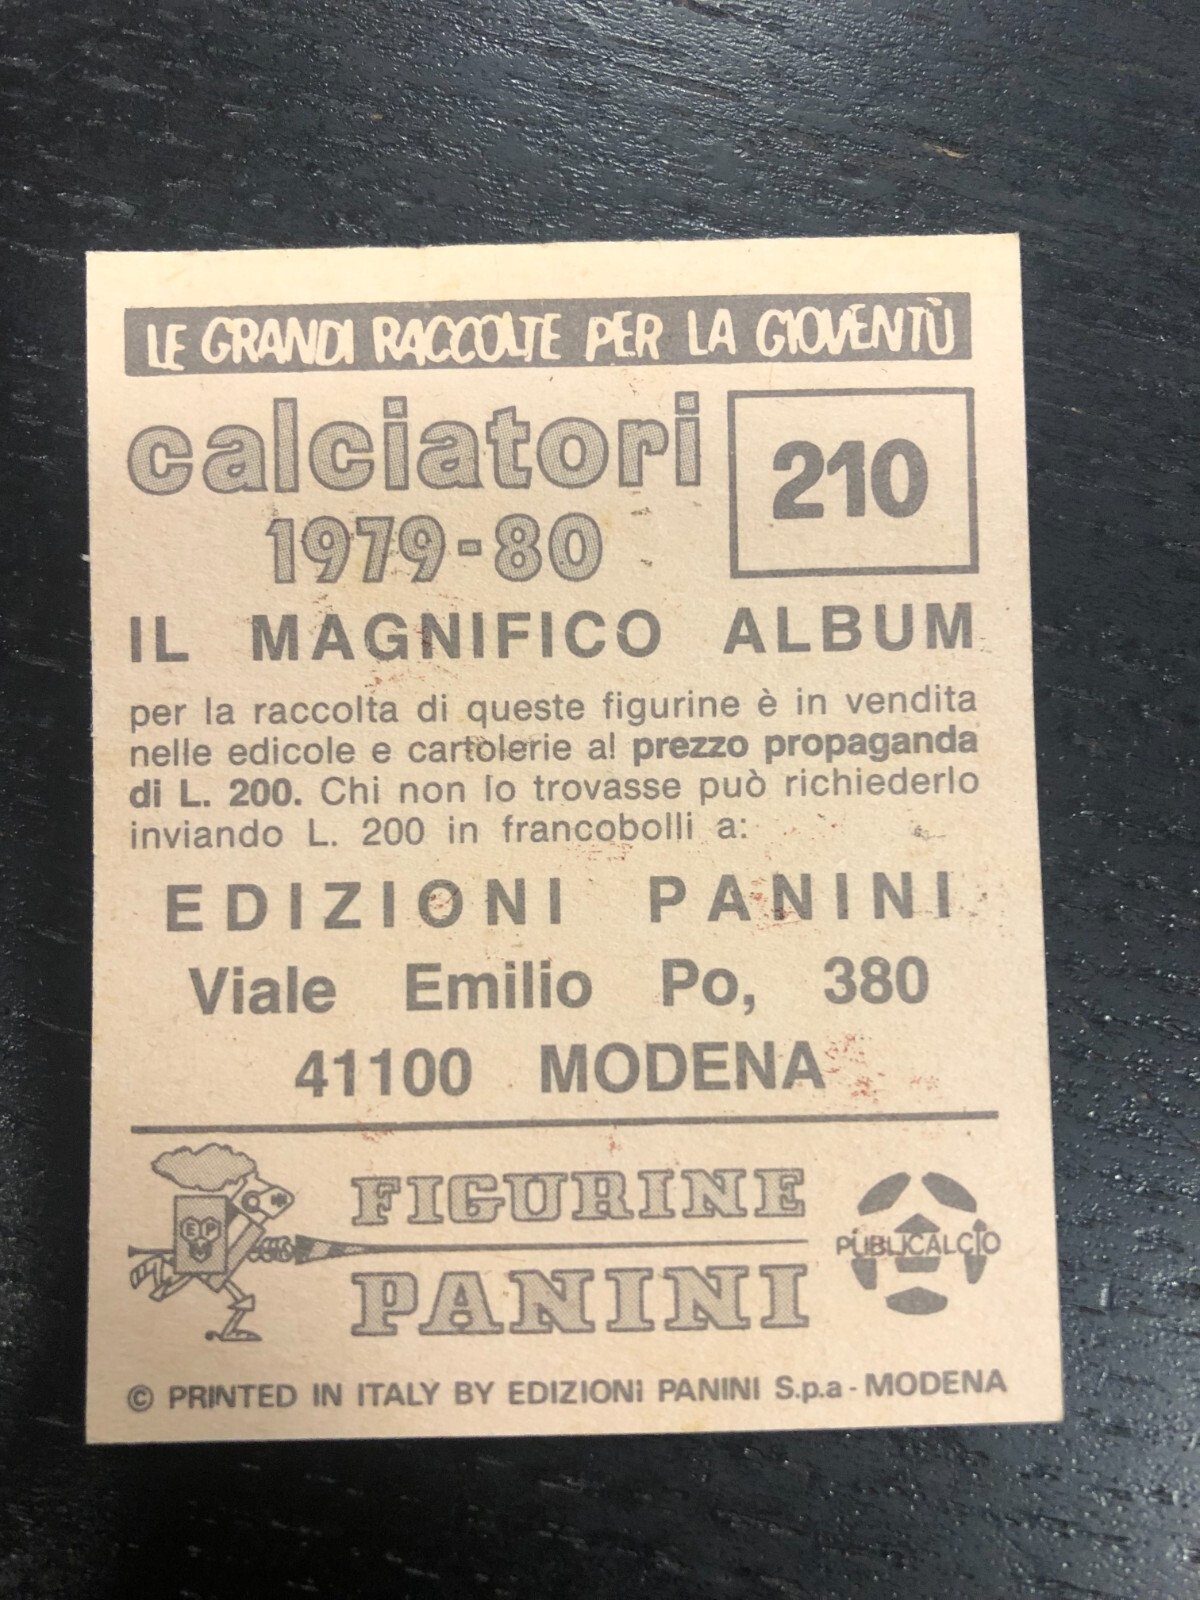 LE GRANDI RACCOLTE PER LA GIOVENTÙ
calciatori
1979-80
210
IL MAGNIFICO ALBUM
per la raccolta di queste figurine è in vendita
nelle edicole e cartolerie al prezzo propaganda
di L. 200. Chi non lo trovasse può richiederlo
inviando L. 200 in francobolli a:
EDIZIONI PANINI
Viale Emilio Po, 380
41100 MODENA
EP
FIGURINE
PANINI
PUBLICALCIO
© PRINTED IN ITALY BY EDIZIONi PANINI S.p.a - MODENA